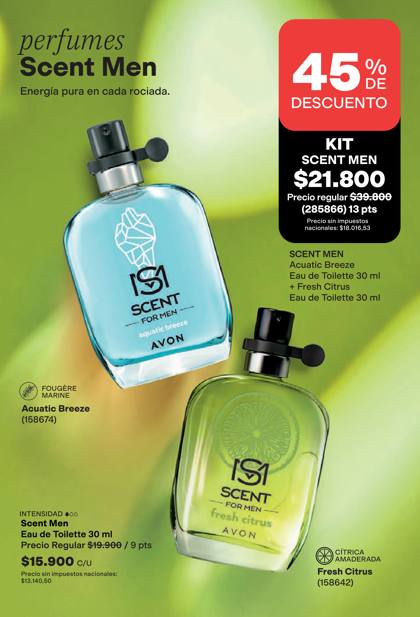 perfumes
Scent Men
Energía pura en cada rociada.
45%
DE
DESCUENTO
KIT
SCENT MEN
$21.800
Precio regular $39.800
(285866) 13 pts
Precio sin impuestos
nacionales: $18.016,53
SCENT MEN
Acuatic Breeze
Eau de Toilette 30 ml
+ Fresh Citrus
Eau de Toilette 30 ml
SM
SCENT
FOR MEN
aquatic breeze
AVON
FOUGÈRE
MARINE
Acuatic Breeze
(158674)
SM
SCENT
FOR MEN
fresh citrus
AVON
INTENSIDAD
Scent Men
Eau de Toilette 30 ml
Precio Regular $19.900 / 9 pts
$15.900 C/U
Precio sin impuestos nacionales:
$13.140,50
CÍTRICA
AMADERADA
Fresh Citrus
(158642)